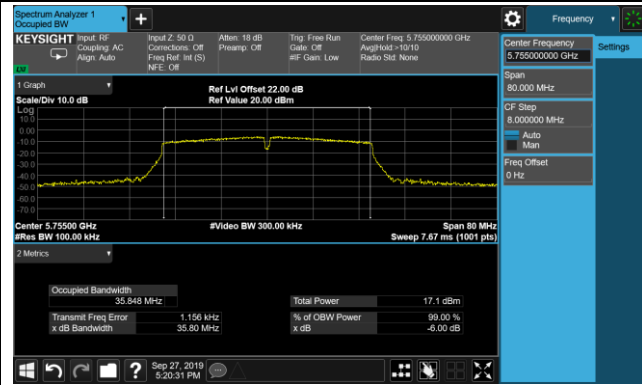 Spectrum Analyzer 1
Occupied BW
+
Frequency
KEYSIGHT
Input: RF
Coupling: AC
Align: Auto
Input Z: 50 Ω
Corrections: Off
Freq Ref: Int (S)
NFE: Off
Atten: 18 dB
Preamp: Off
Trig: Free Run
Gate: Off
#IF Gain: Low
Center Freq: 5.755000000 GHz
Avg|Hold:>10/10
Radio Std: None
Center Frequency
5.755000000 GHz
Settings
Span
80.000 MHz
CF Step
8.000000 MHz
Auto
Man
Freq Offset
0 Hz
1 Graph
Scale/Div 10.0 dB
Ref Lvl Offset 22.00 dB
Ref Value 20.00 dBm
Log
10.0
0.00
-10.0
-20.0
-30.0
-40.0
-50.0
-60.0
-70.0
Center 5.75500 GHz
#Res BW 100.00 kHz
#Video BW 300.00 kHz
Span 80 MHz
Sweep 7.67 ms (1001 pts)
2 Metrics
Occupied Bandwidth
35.848 MHz
Transmit Freq Error 1.156 kHz
x dB Bandwidth 35.80 MHz
Total Power 17.1 dBm
% of OBW Power 99.00 %
x dB -6.00 dB
?
Sep 27, 2019
5:20:31 PM